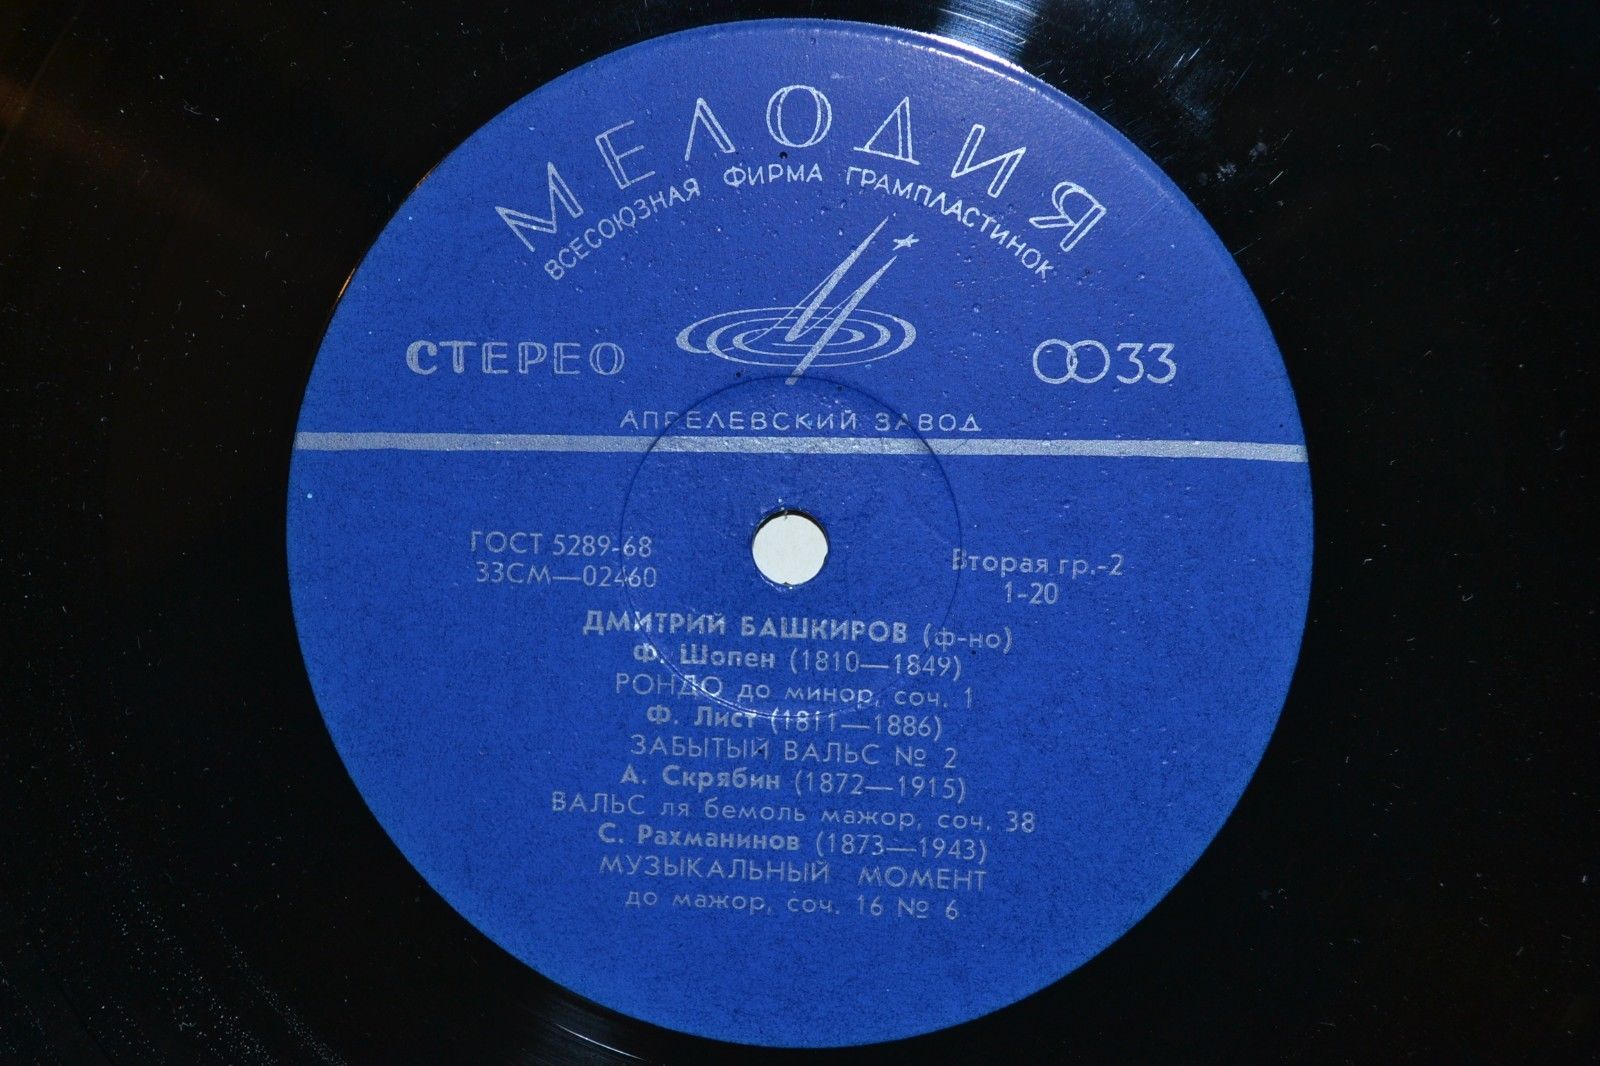 МЕЛОДИЯ
ВСЕСОЮЗНАЯ ФИРМА ГРАМПЛАСТИНОК
СТЕРЕО
33
АПРЕЛЕВСКИЙ ЗАВОД
ГОСТ 5289-68
33СМ—02460
Вторая гр.-2
1-20
ДМИТРИЙ БАШКИРОВ (ф-но)
Ф. Шопен (1810—1849)
РОНДО до минор, соч. 1
Ф. Лист (1811—1886)
ЗАБЫТЫЙ ВАЛЬС № 2
А. Скрябин (1872—1915)
ВАЛЬС ля бемоль мажор, соч. 38
С. Рахманинов (1873—1943)
МУЗЫКАЛЬНЫЙ МОМЕНТ
до мажор, соч. 16 № 6